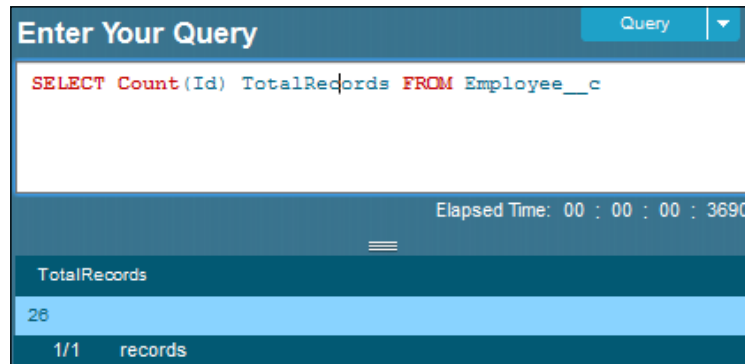 Enter Your Query
Query
SELECT Count(Id) TotalRecords FROM Employee__c
Elapsed Time: 00 : 00 : 00 : 3690
TotalRecords
26
1/1 records